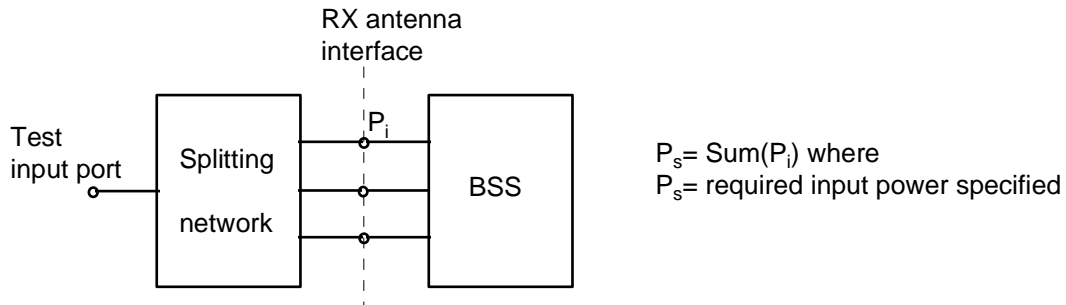 RX antenna
interface
P_i
Test
input port
Splitting
network
BSS
P_s= Sum(P_i) where
P_s= required input power specified